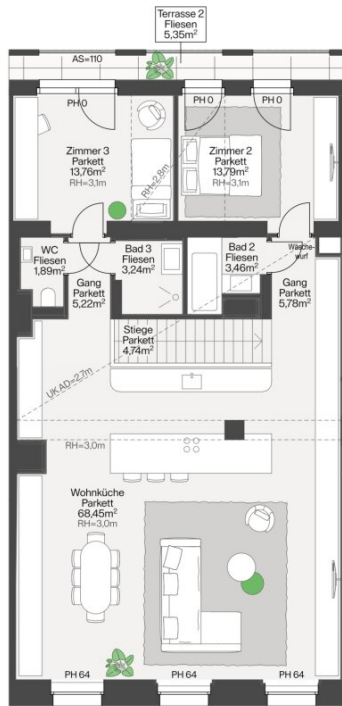 Terrasse 2
Fliesen
5,35m²
AS=110
PH 0
PH 0
PH 0
Zimmer 3
Parkett
13,76m²
RH=3,1m
RH=2,8m
Zimmer 2
Parkett
13,79m²
RH=3,1m
WC
Fliesen
1,89m²
Gang
Parkett
5,22m²
Bad 3
Fliesen
3,24m²
Bad 2
Fliesen
3,46m²
Wäsche-
wurf
Gang
Parkett
5,78m²
Stiege
Parkett
4,74m²
UK AD=2,7m
RH=3,0m
Wohnküche
Parkett
68,45m²
RH=3,0m
PH 64
PH 64
PH 64